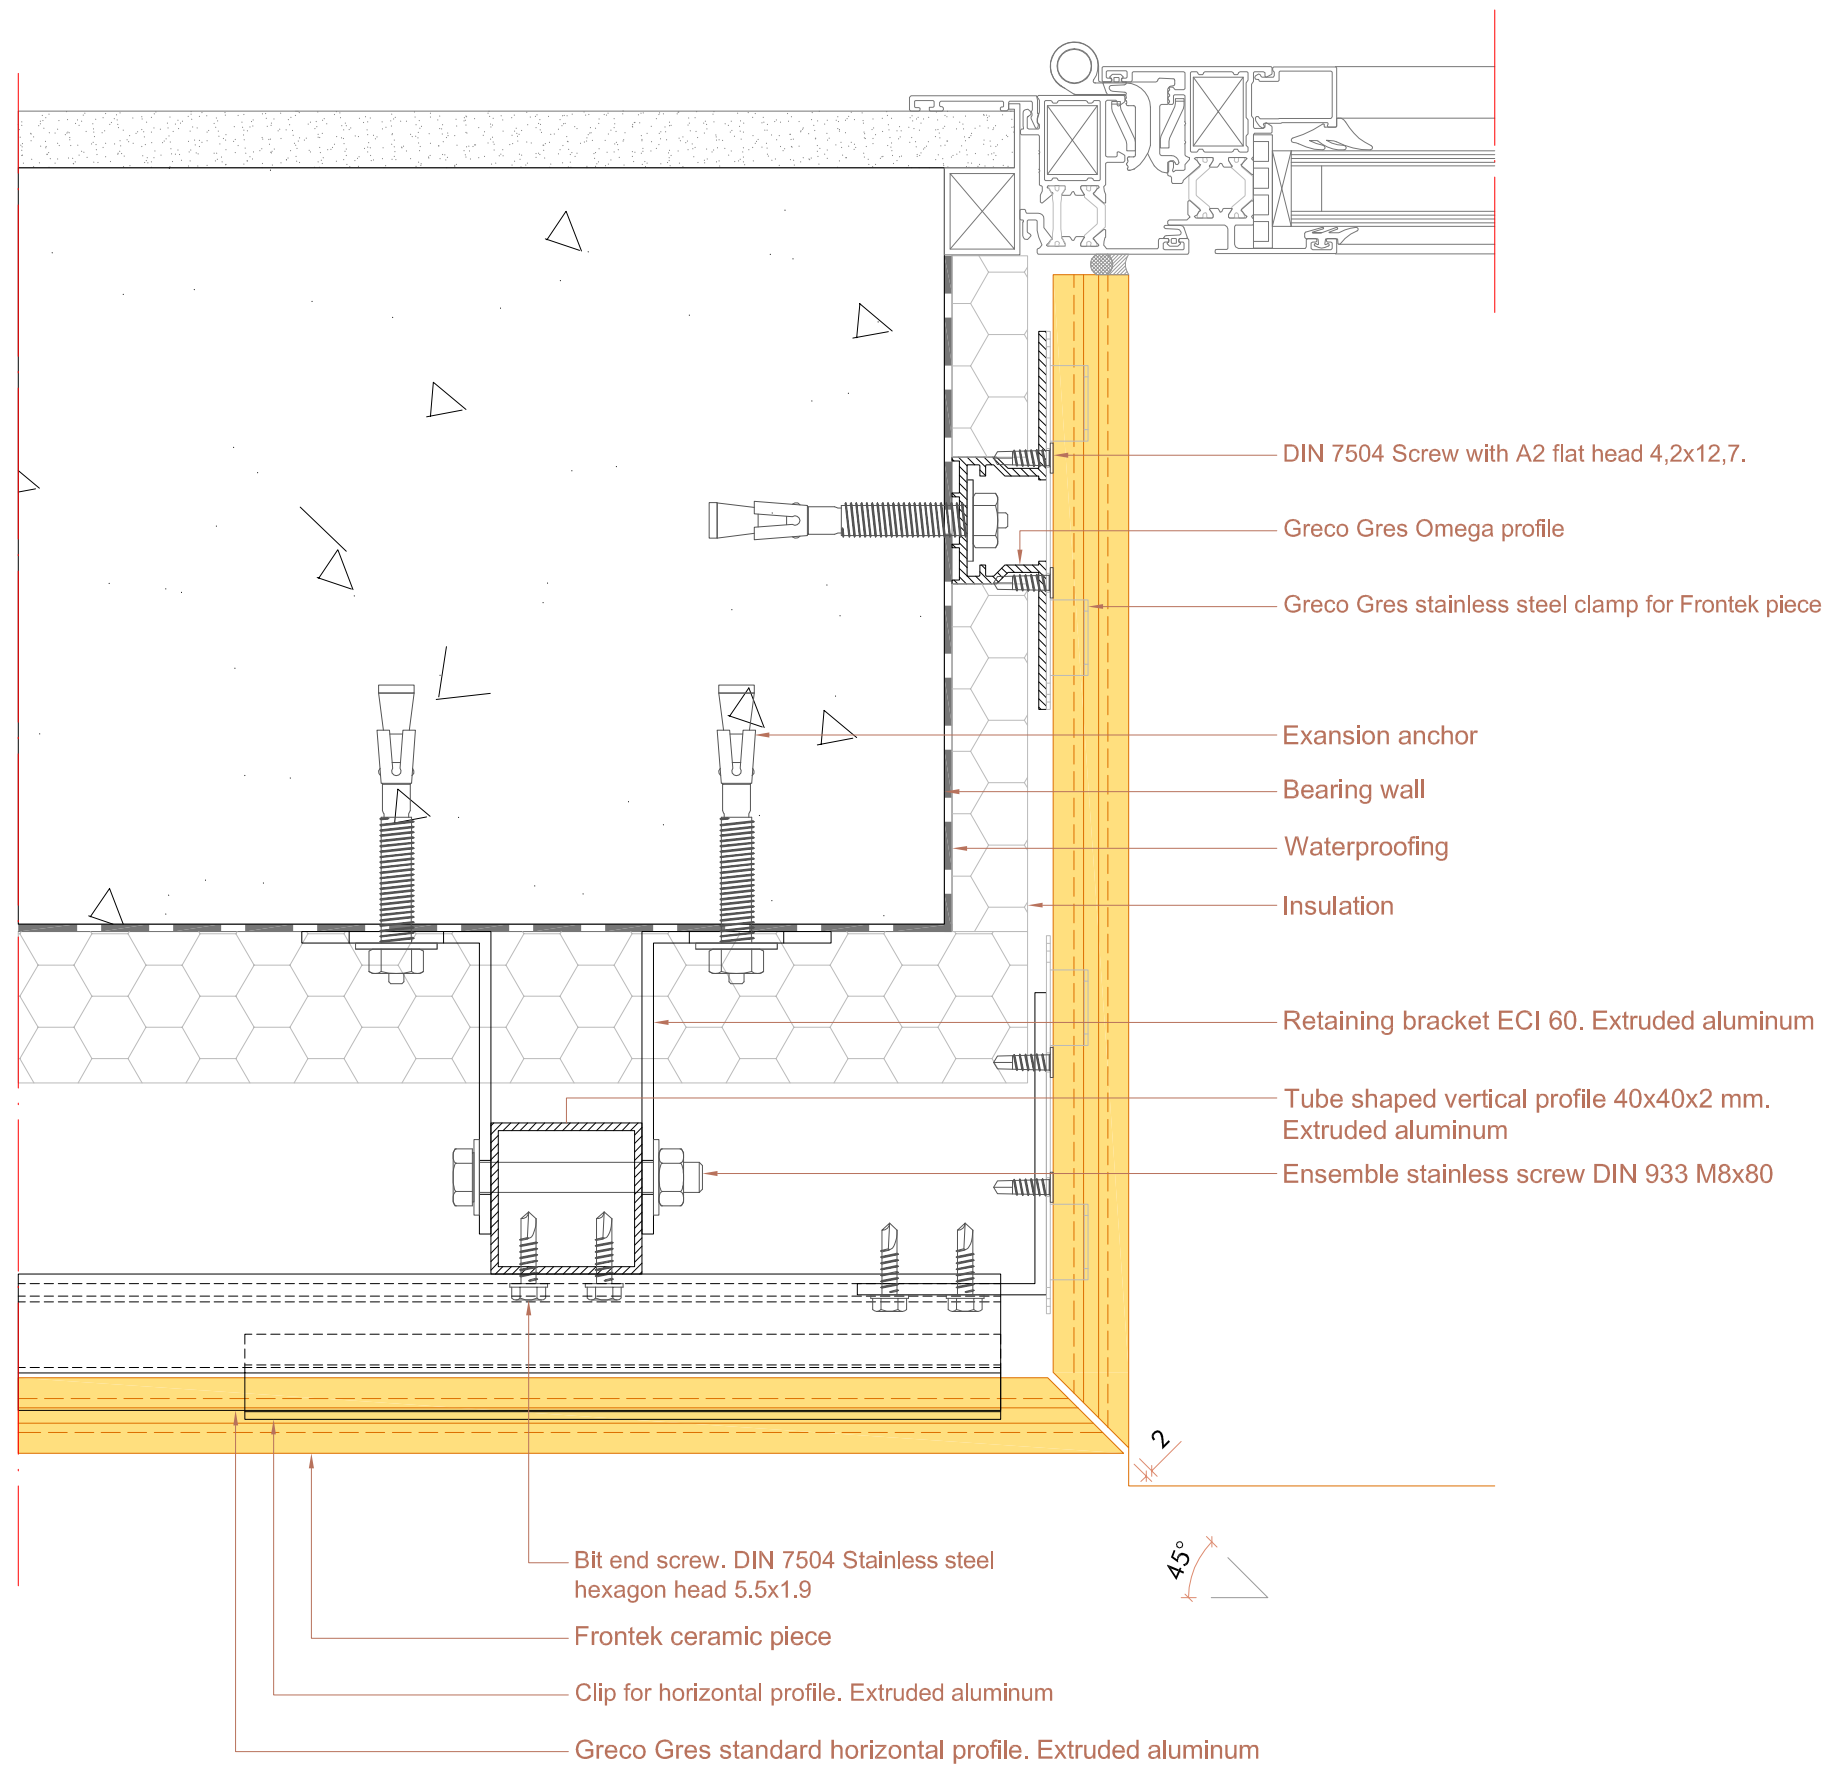 DIN 7504 Screw with A2 flat head 4,2x12,7.
Greco Gres Omega profile
Greco Gres stainless steel clamp for Frontek piece
Exansion anchor
Bearing wall
Waterproofing
Insulation
Retaining bracket ECI 60. Extruded aluminum
Tube shaped vertical profile 40x40x2 mm.
Extruded aluminum
Ensemble stainless screw DIN 933 M8x80
2
45°
Bit end screw. DIN 7504 Stainless steel
hexagon head 5.5x1.9
Frontek ceramic piece
Clip for horizontal profile. Extruded aluminum
Greco Gres standard horizontal profile. Extruded aluminum